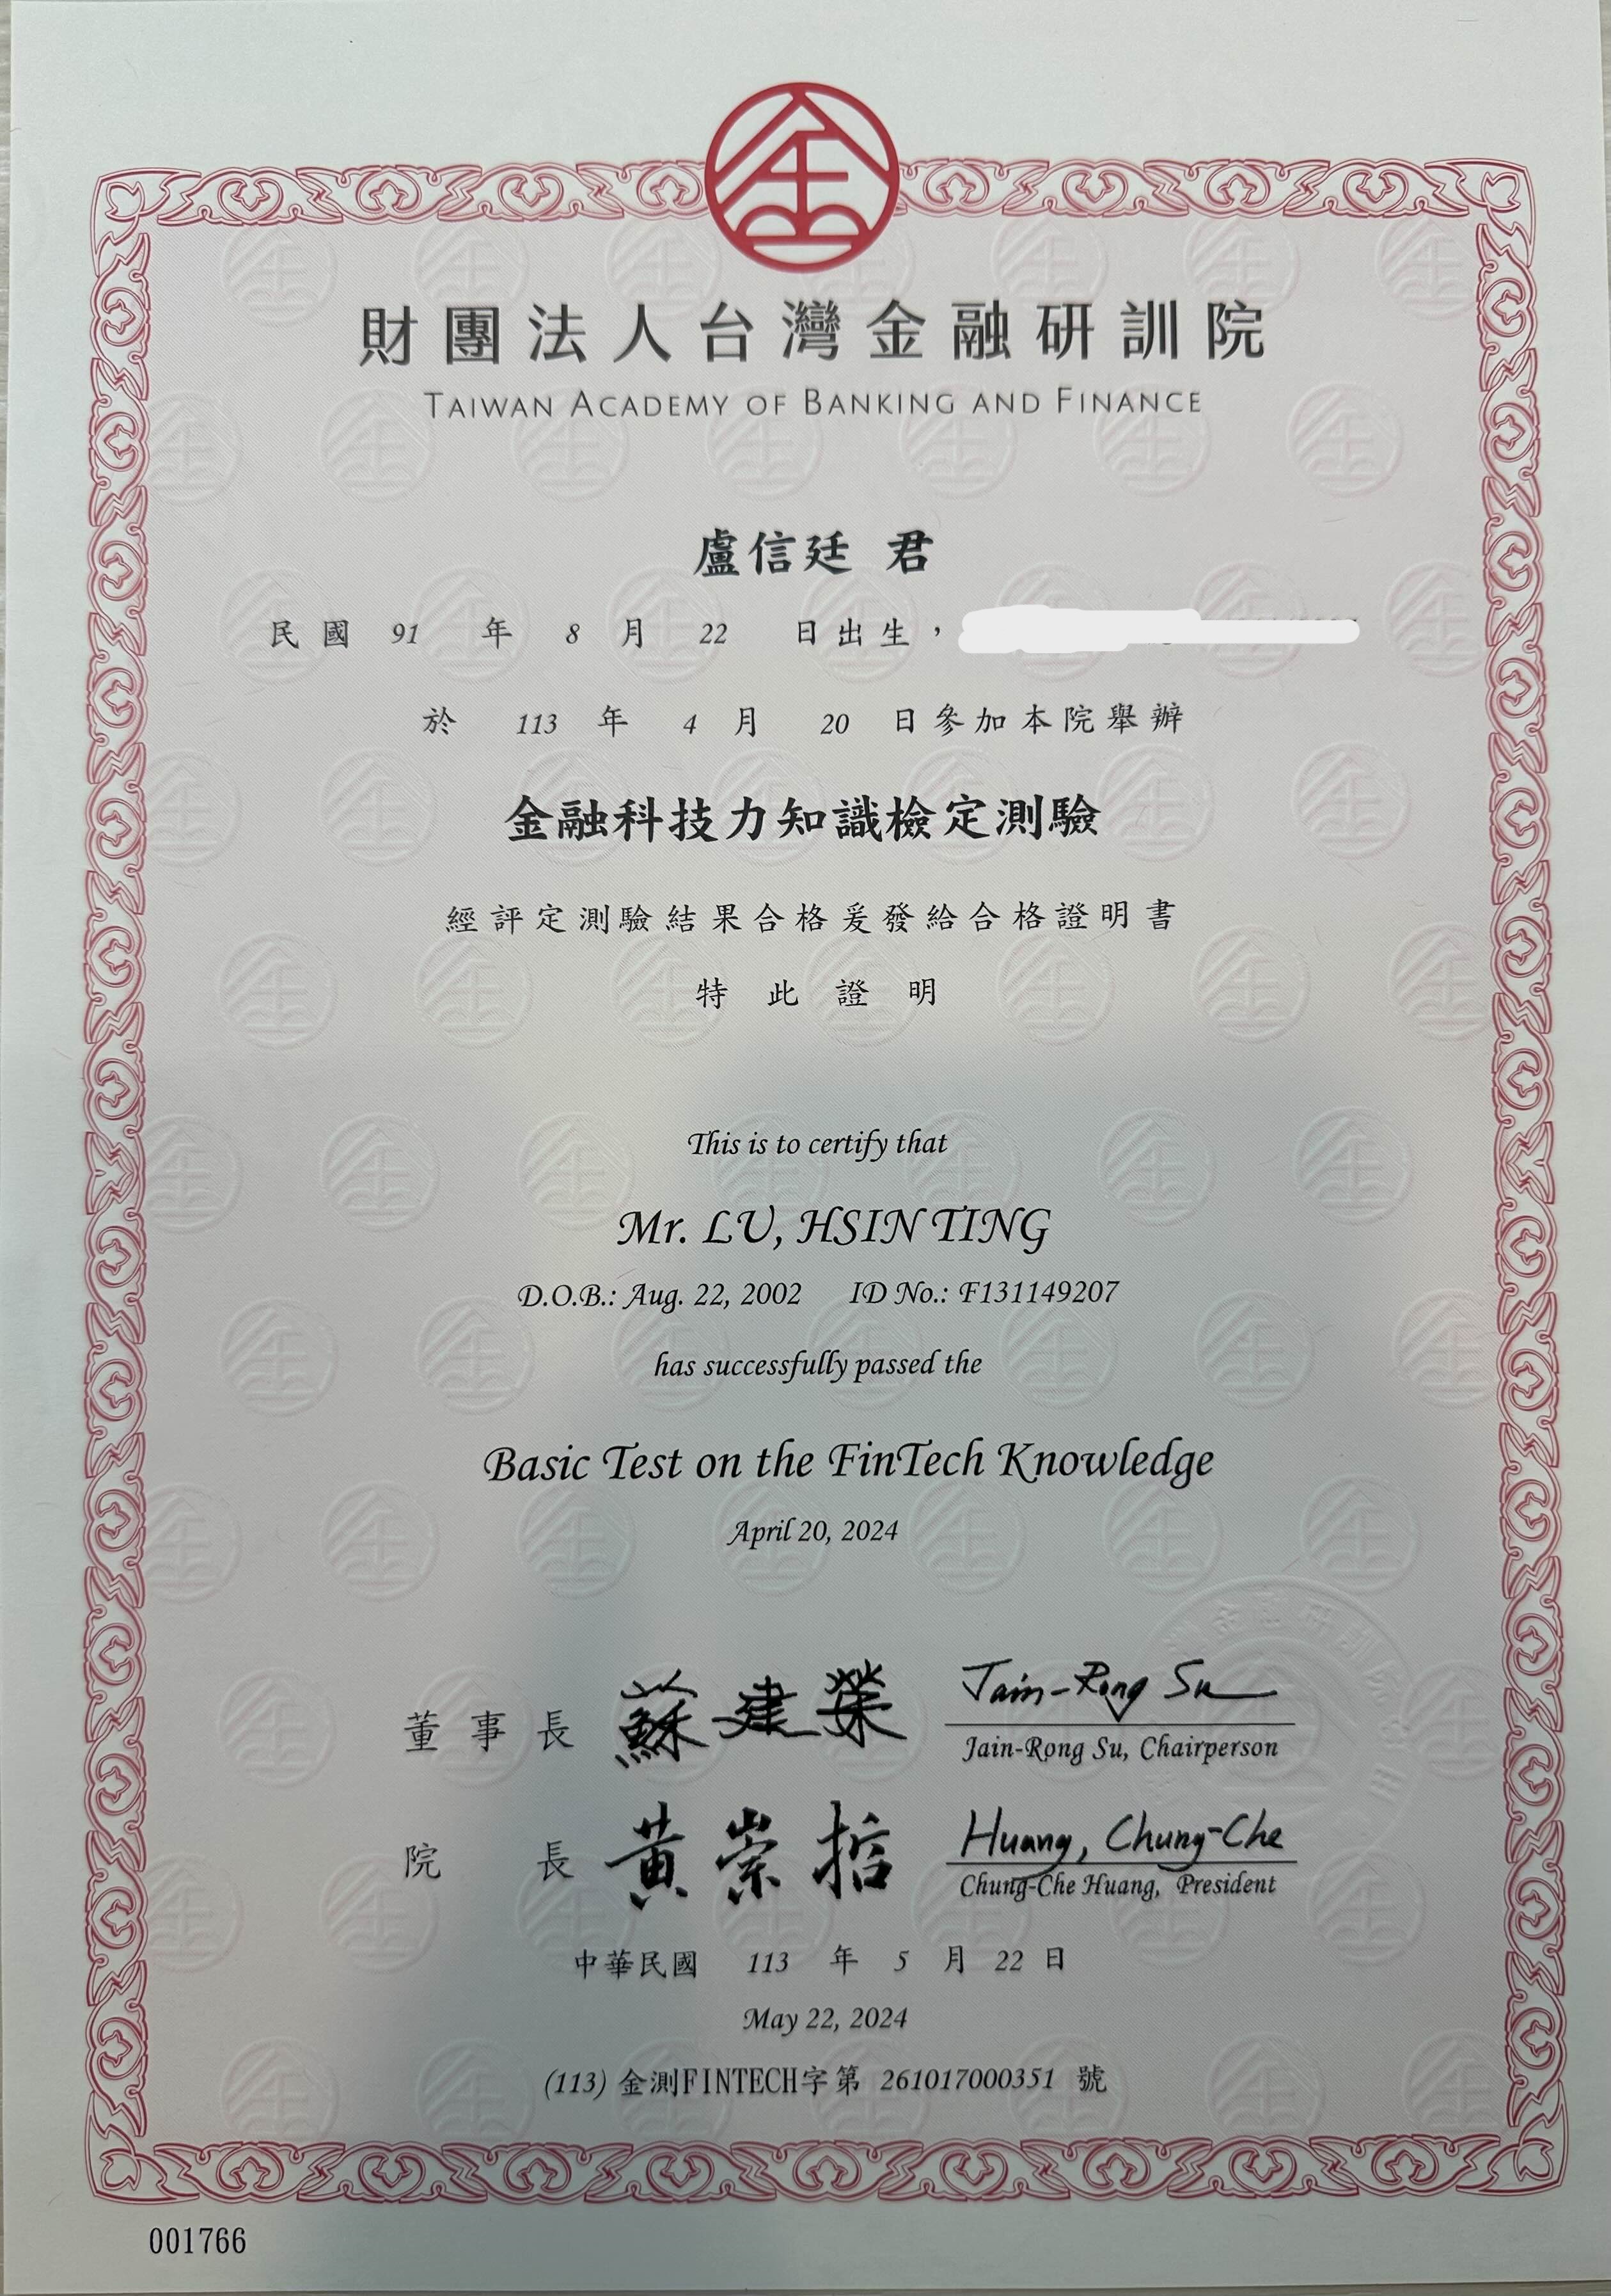 財團法人台灣金融研訓院
TAIWAN ACADEMY OF BANKING AND FINANCE
盧信廷 君
民國 91 年 8 月 22 日出生，
於 113 年 4 月 20 日參加本院舉辦
金融科技力知識檢定測驗
經評定測驗結果合格爰發給合格證明書
特此證明
This is to certify that
Mr. LU, HSIN TING
D.O.B.: Aug. 22, 2002 ID No.: F131149207
has successfully passed the
Basic Test on the FinTech Knowledge
April 20, 2024
董事長 蘇建榮 Jain-Rong Su
Jain-Rong Su, Chairperson
院長 黃崇哲 Huang, Chung-Che
Chung-Che Huang, President
中華民國 113 年 5 月 22 日
May 22, 2024
(113) 金測FINTECH字第 261017000351 號
001766